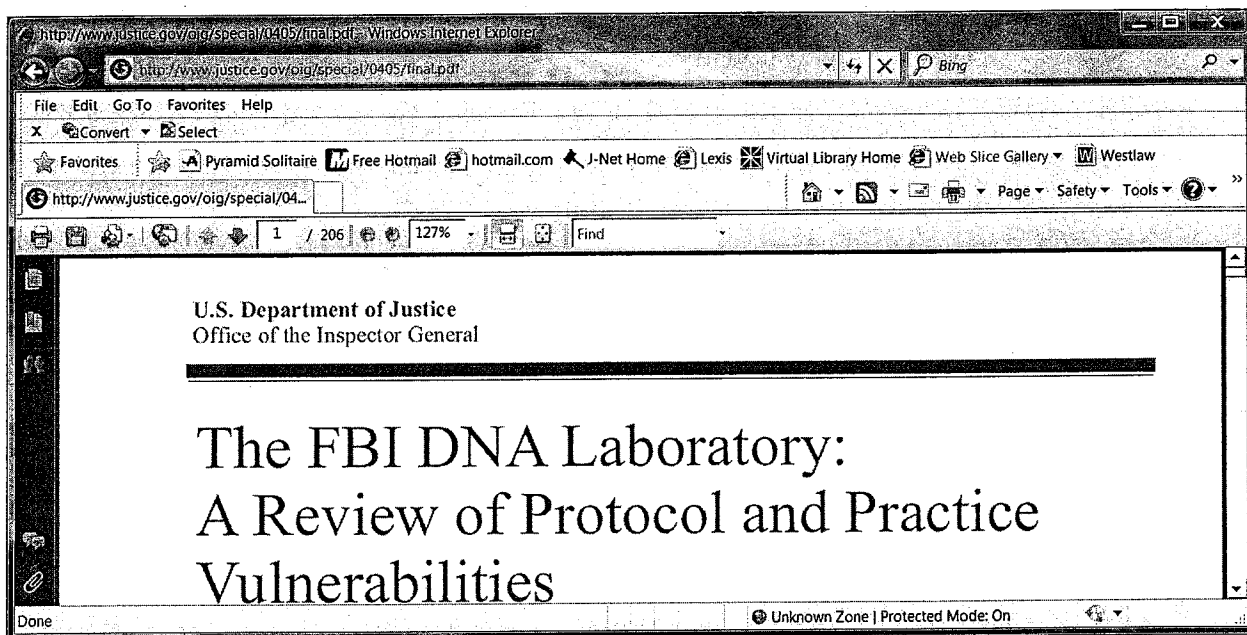 http://www.justice.gov/oig/special/0405/final.pdf - Windows Internet Explorer
http://www.justice.gov/oig/special/0405/final.pdf Bing
File Edit Go To Favorites Help
x Convert Select
Favorites Pyramid Solitaire Free Hotmail hotmail.com J-Net Home Lexis Virtual Library Home Web Slice Gallery Westlaw
http://www.justice.gov/oig/special/04... Page Safety Tools »
1 / 206 127% Find
U.S. Department of Justice
Office of the Inspector General
The FBI DNA Laboratory:
A Review of Protocol and Practice
Vulnerabilities
Done Unknown Zone | Protected Mode: On